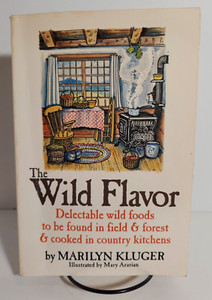 The
Wild Flavor
Delectable wild foods
to be found in field & forest
& cooked in country kitchens
by MARILYN KLUGER
Illustrated by Mary Azarian